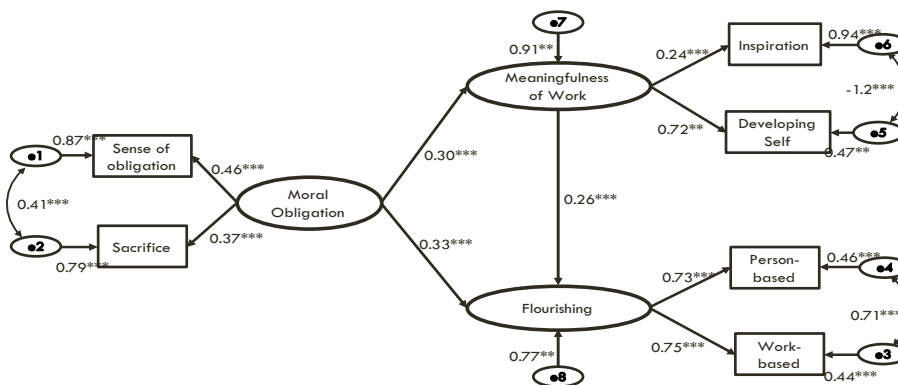 e7
0.91**
Meaningfulness
of Work
0.24***
Inspiration
0.94***
e6
-1.2***
0.72**
Developing
Self
0.47**
e5
0.87***
e1
Sense of
obligation
0.46***
0.41***
e2
0.79***
Sacrifice
0.37***
Moral
Obligation
0.30***
0.33***
0.26***
Flourishing
0.77**
e8
0.73***
Person-
based
0.46***
e4
0.71***
0.75***
Work-
based
0.44***
e3